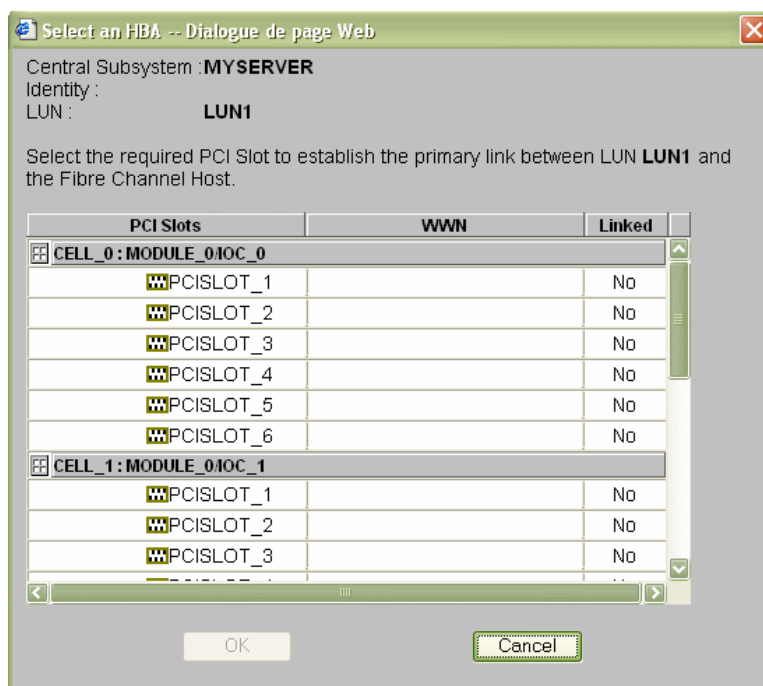 Select an HBA -- Dialogue de page Web
Central Subsystem : MYSERVER
Identity :
LUN : LUN1
Select the required PCI Slot to establish the primary link between LUN LUN1 and
the Fibre Channel Host.
PCI Slots WWN Linked
CELL_0 : MODULE_0/IOC_0
PCISLOT_1 No
PCISLOT_2 No
PCISLOT_3 No
PCISLOT_4 No
PCISLOT_5 No
PCISLOT_6 No
CELL_1 : MODULE_0/IOC_1
PCISLOT_1 No
PCISLOT_2 No
PCISLOT_3 No
OK Cancel